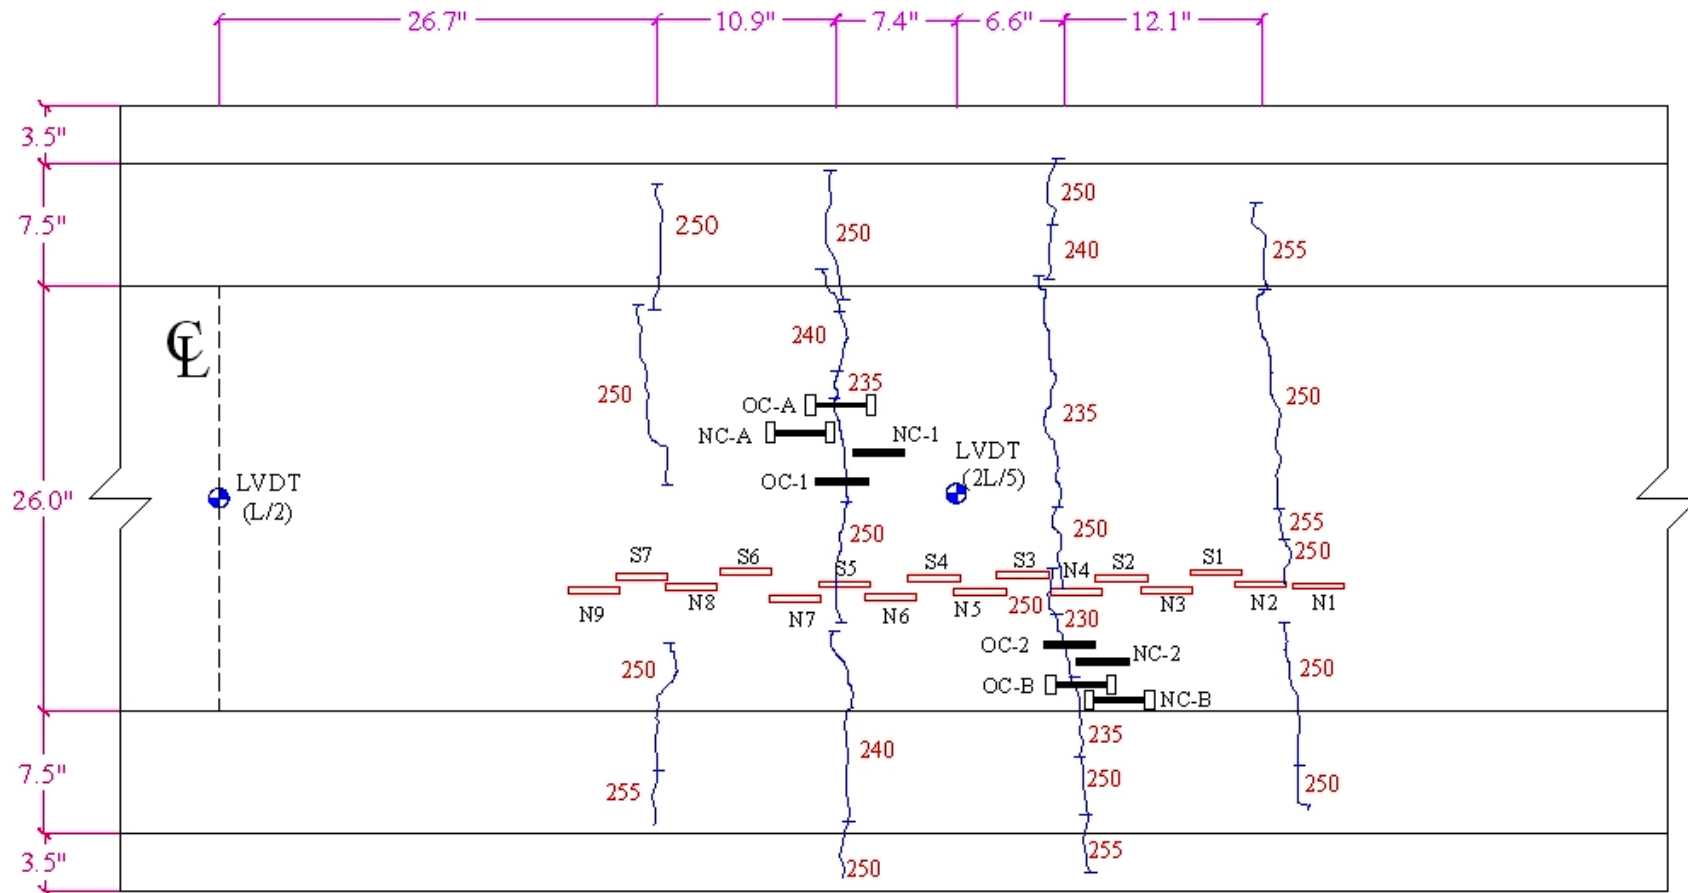 26.7" 10.9" 7.4" 6.6" 12.1"
3.5"
7.5"
26.0"
7.5"
3.5"
250
250
250
240
255
℄
240
235
250
OC-A
NC-A
NC-1
OC-1
235
250
LVDT
(L/2)
LVDT
(2L/5)
250
250
255
250
S7 S6 S5 S4 S3 N4 S2 S1
N9 N8 N7 N6 N5 250 230 N3 N2 N1
OC-2
NC-2
OC-B
NC-B
250
250
255
240
250
235
250
255
250